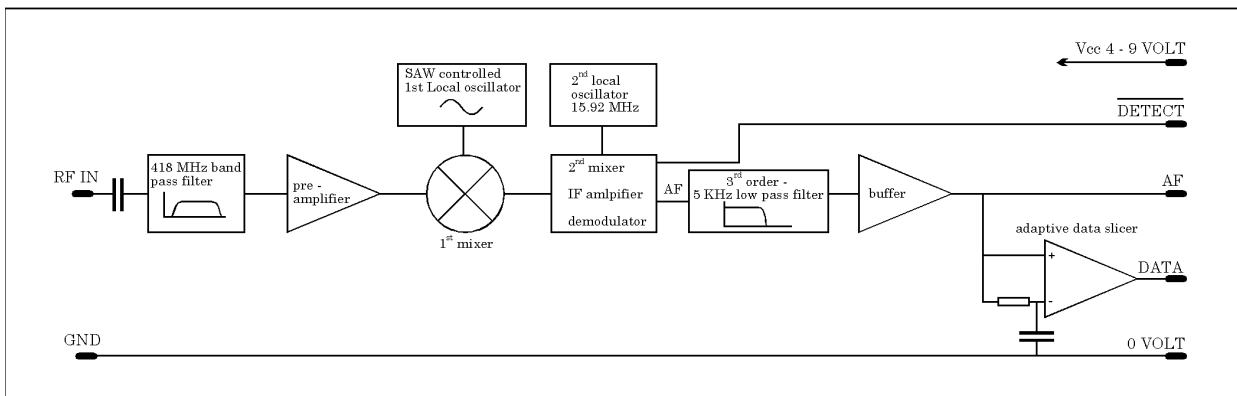 Vcc 4 - 9 VOLT
SAW controlled
1st Local oscillator
2nd local
oscillator
15.92 MHz
DETECT
RF IN
418 MHz band
pass filter
pre -
amplifier
1st mixer
2nd mixer
IF amlpifier
demodulator
AF
3rd order -
5 KHz low pass filter
buffer
AF
adaptive data slicer
+
-
DATA
GND
0 VOLT